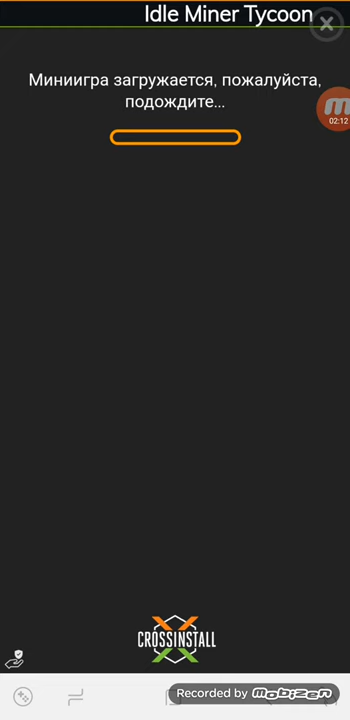 Idle Miner Tycoon
Миниигра загружается, пожалуйста,
подождите...
02:12
CROSSINSTALL
Recorded by mobizen